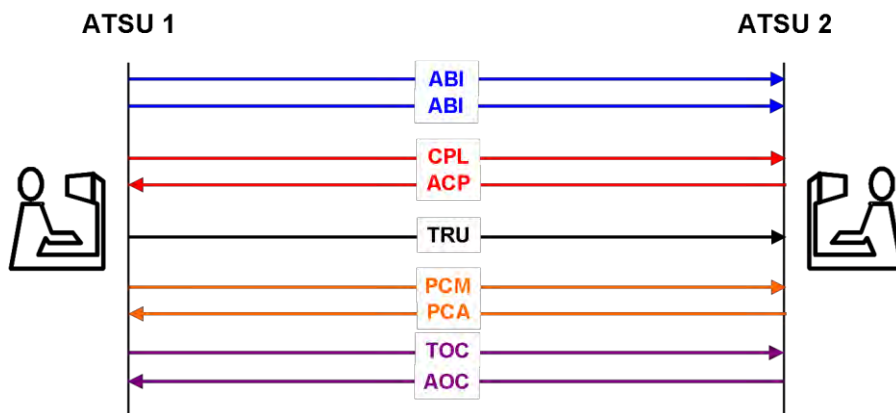 ATSU 1 ATSU 2
ABI
ABI
CPL
ACP
TRU
PCM
PCA
TOC
AOC